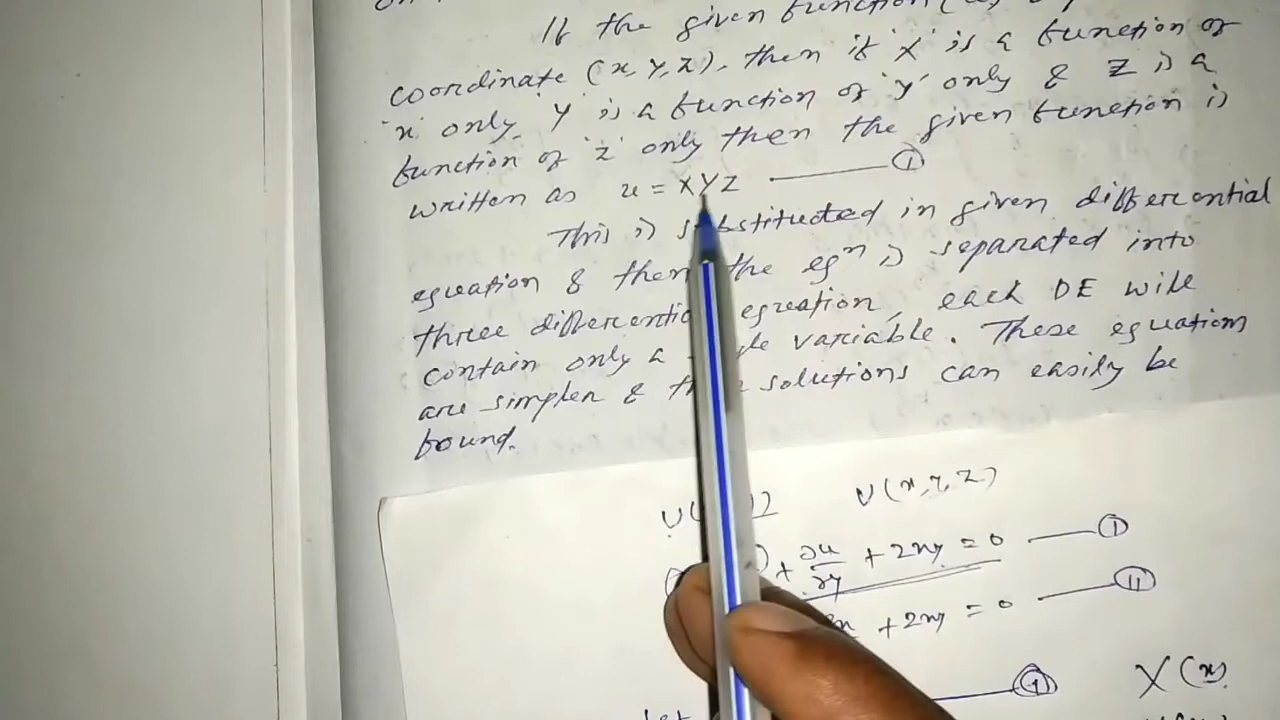 If the given function
coordinate (x, y, z), then if 'X' is a function of
'x' only, 'Y' is a function of 'y' only & Z is a
function of 'z' only then the given function is
written as u = XYZ —— ①
This is substituted in given differential
equation & then the eqⁿ is separated into
three differential equation, each DE will
contain only a variable. These equations
are simpler & solutions can easily be
found.
U(x, y, z)
+ ∂u/∂y + 2xy = 0 —— ①
+ 2xy = 0 —— ②
Let
X(x)